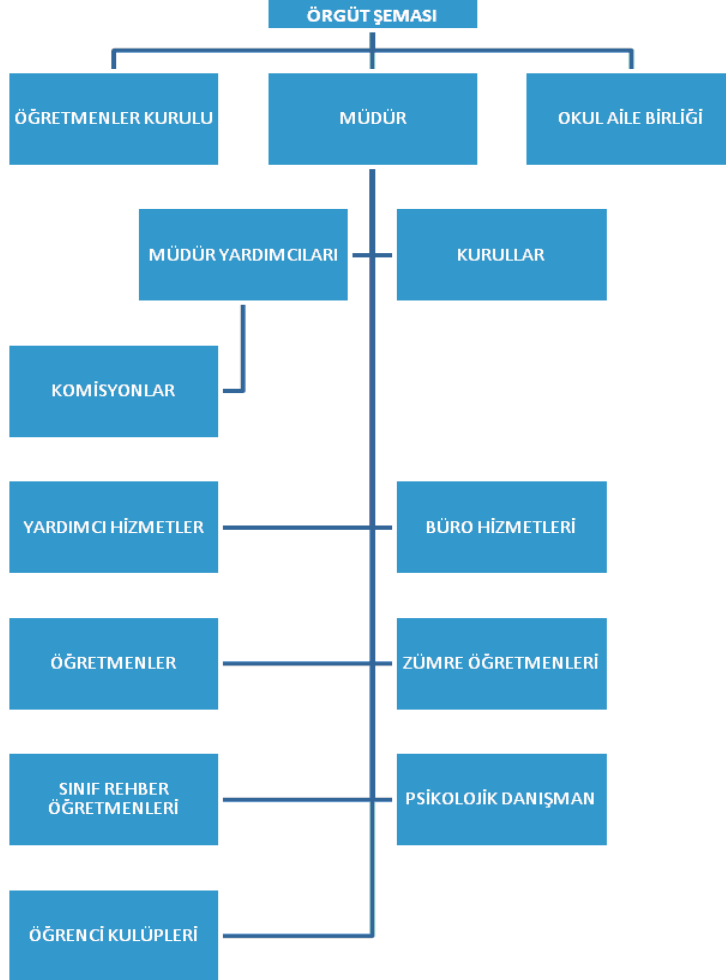 ÖRGÜT ŞEMASI
ÖĞRETMENLER KURULU
MÜDÜR
OKUL AİLE BİRLİĞİ
MÜDÜR YARDIMCILARI
KURULLAR
KOMİSYONLAR
YARDIMCI HİZMETLER
BÜRO HİZMETLERİ
ÖĞRETMENLER
ZÜMRE ÖĞRETMENLERİ
SINIF REHBER
ÖĞRETMENLERİ
PSİKOLOJİK DANIŞMAN
ÖĞRENCİ KULÜPLERİ